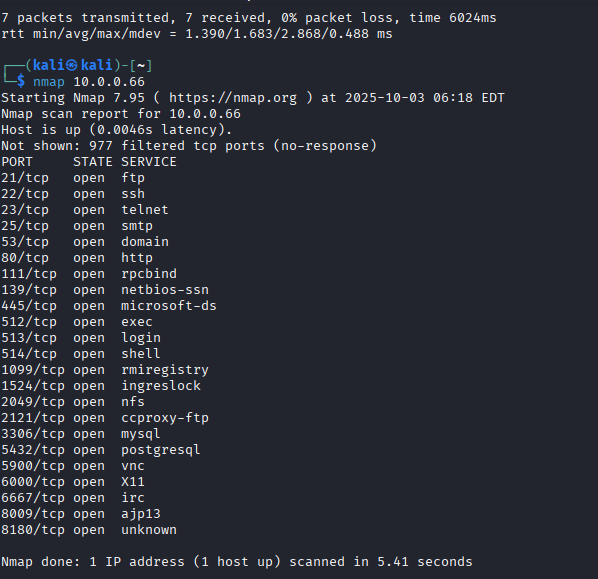 7 packets transmitted, 7 received, 0% packet loss, time 6024ms
rtt min/avg/max/mdev = 1.390/1.683/2.868/0.488 ms
┌──(kali㉿kali)-[~]
└─$ nmap 10.0.0.66
Starting Nmap 7.95 ( https://nmap.org ) at 2025-10-03 06:18 EDT
Nmap scan report for 10.0.0.66
Host is up (0.0046s latency).
Not shown: 977 filtered tcp ports (no-response)
PORT     STATE SERVICE
21/tcp   open  ftp
22/tcp   open  ssh
23/tcp   open  telnet
25/tcp   open  smtp
53/tcp   open  domain
80/tcp   open  http
111/tcp  open  rpcbind
139/tcp  open  netbios-ssn
445/tcp  open  microsoft-ds
512/tcp  open  exec
513/tcp  open  login
514/tcp  open  shell
1099/tcp open  rmiregistry
1524/tcp open  ingreslock
2049/tcp open  nfs
2121/tcp open  ccproxy-ftp
3306/tcp open  mysql
5432/tcp open  postgresql
5900/tcp open  vnc
6000/tcp open  X11
6667/tcp open  irc
8009/tcp open  ajp13
8180/tcp open  unknown
Nmap done: 1 IP address (1 host up) scanned in 5.41 seconds